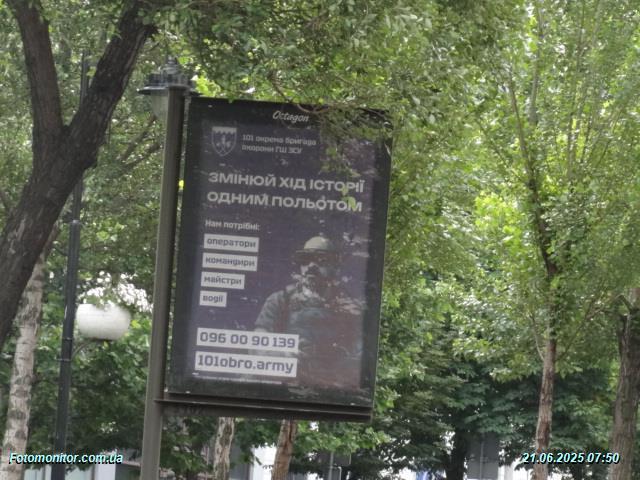 Octagon
101 окрема бригада
охорони ГШ ЗСУ
ЗМІНЮЙ ХІД ІСТОРІЇ
ОДНИМ ПОЛЬОТОМ
Нам потрібні:
оператори
командири
майстри
водії
096 00 90 139
101obro.army
Fotomonitor.com.ua
21.06.2025 07:50